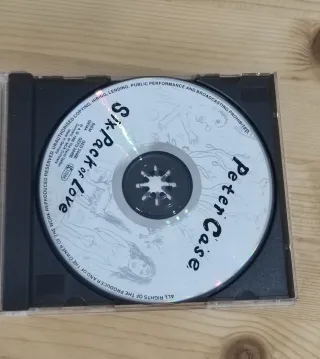 Peter Case
Six-Pack of Love
ALL RIGHTS OF THE PRODUCER AND OF THE OWNER OF THE WORK REPRODUCED RESERVED. UNAUTHORISED COPYING, HIRING, LENDING, PUBLIC PERFORMANCE AND BROADCASTING PROHIBITED.